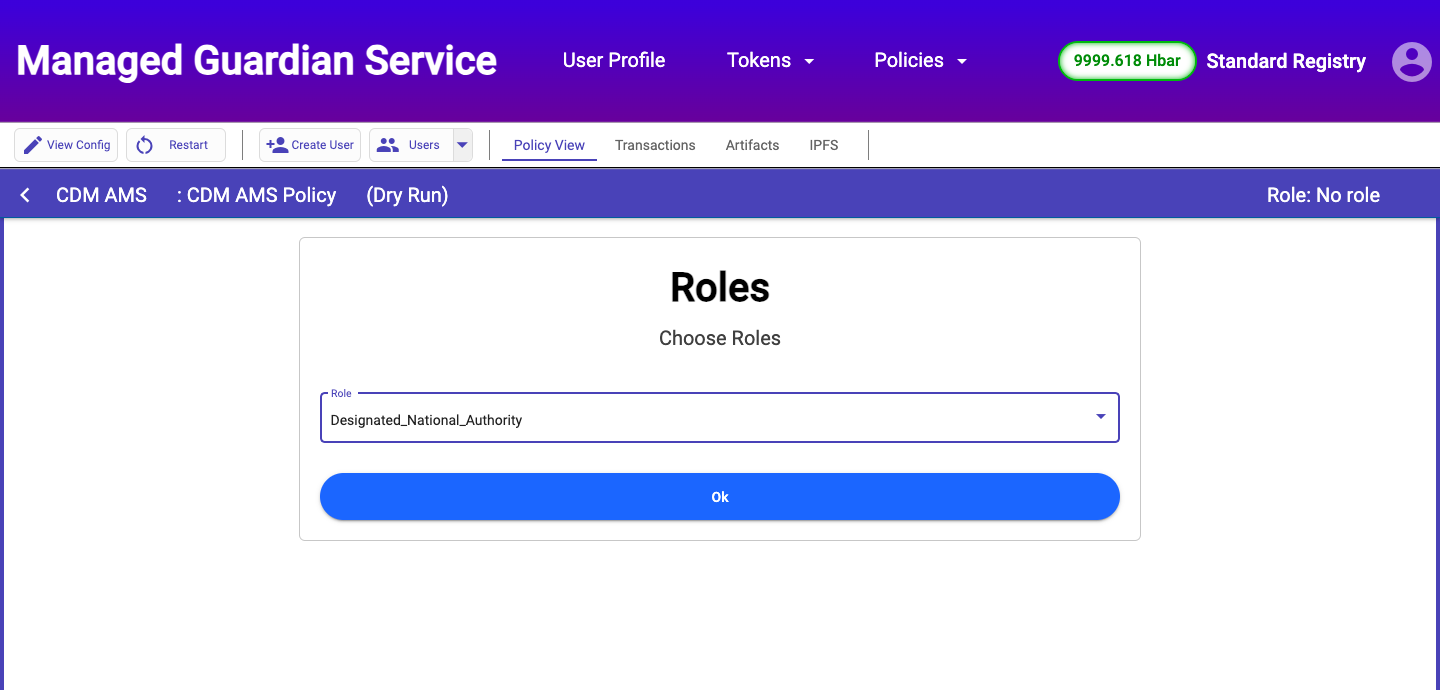 Managed Guardian Service User Profile Tokens Policies 9999.618 Hbar Standard Registry
View Config Restart Create User Users Policy View Transactions Artifacts IPFS
CDM AMS : CDM AMS Policy (Dry Run) Role: No role
Roles
Choose Roles
Role
Designated_National_Authority
Ok